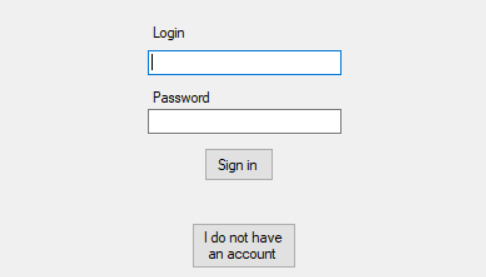 Login
Password
Sign in
I do not have
an account